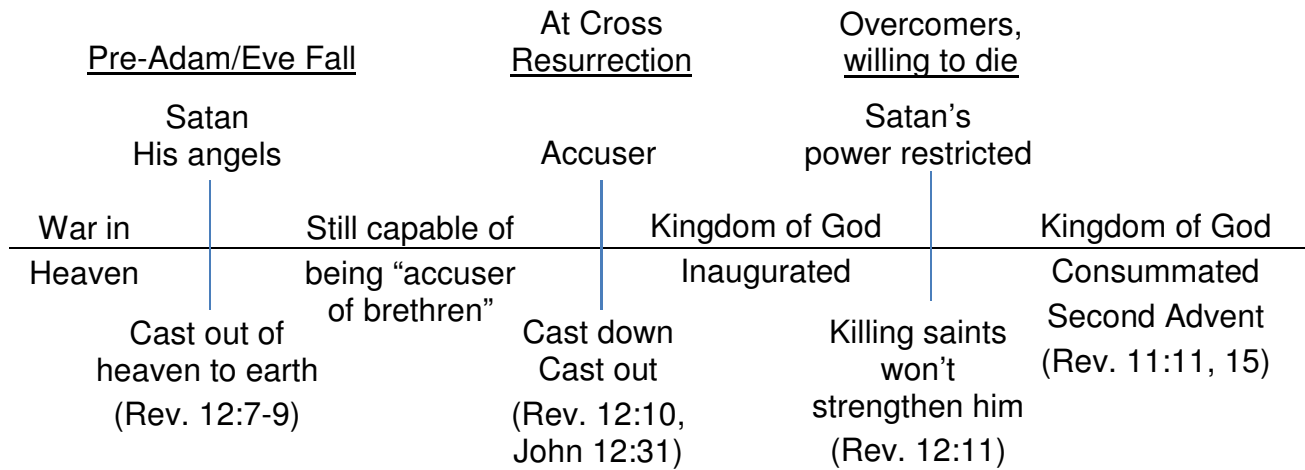 Pre-Adam/Eve Fall
At Cross
Resurrection
Overcomers,
willing to die
Satan
His angels
Accuser
Satan's
power restricted
War in
Heaven
Still capable of
being “accuser
of brethren”
Kingdom of God
Inaugurated
Kingdom of God
Consummated
Second Advent
(Rev. 11:11, 15)
Cast out of
heaven to earth
(Rev. 12:7-9)
Cast down
Cast out
(Rev. 12:10,
John 12:31)
Killing saints
won’t
strengthen him
(Rev. 12:11)